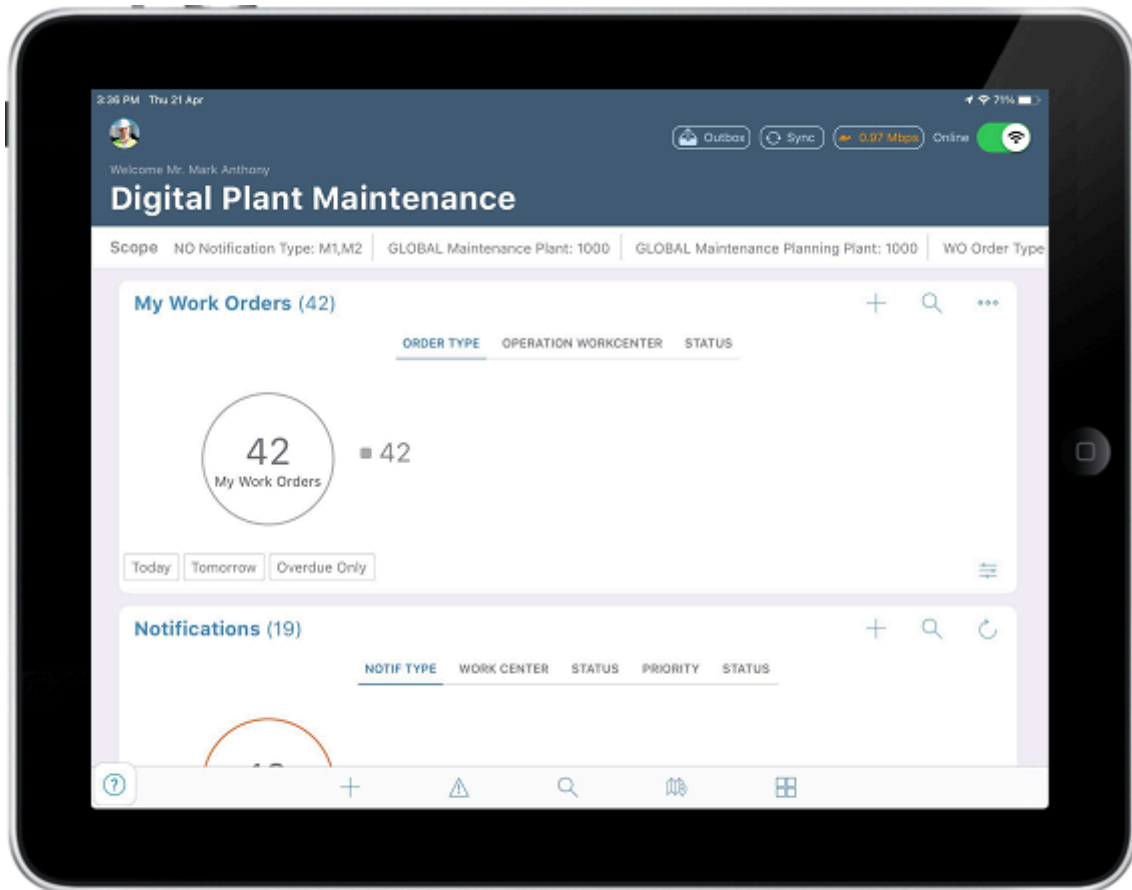 3:36 PM Thu 21 Apr
71%
Outbox
Sync
0.97 Mbps
Online
Welcome Mr. Mark Anthony
Digital Plant Maintenance
Scope NO Notification Type: M1,M2 GLOBAL Maintenance Plant: 1000 GLOBAL Maintenance Planning Plant: 1000 WO Order Type
My Work Orders (42)
ORDER TYPE OPERATION WORKCENTER STATUS
42
My Work Orders
42
Today Tomorrow Overdue Only
Notifications (19)
NOTIF TYPE WORK CENTER STATUS PRIORITY STATUS
?